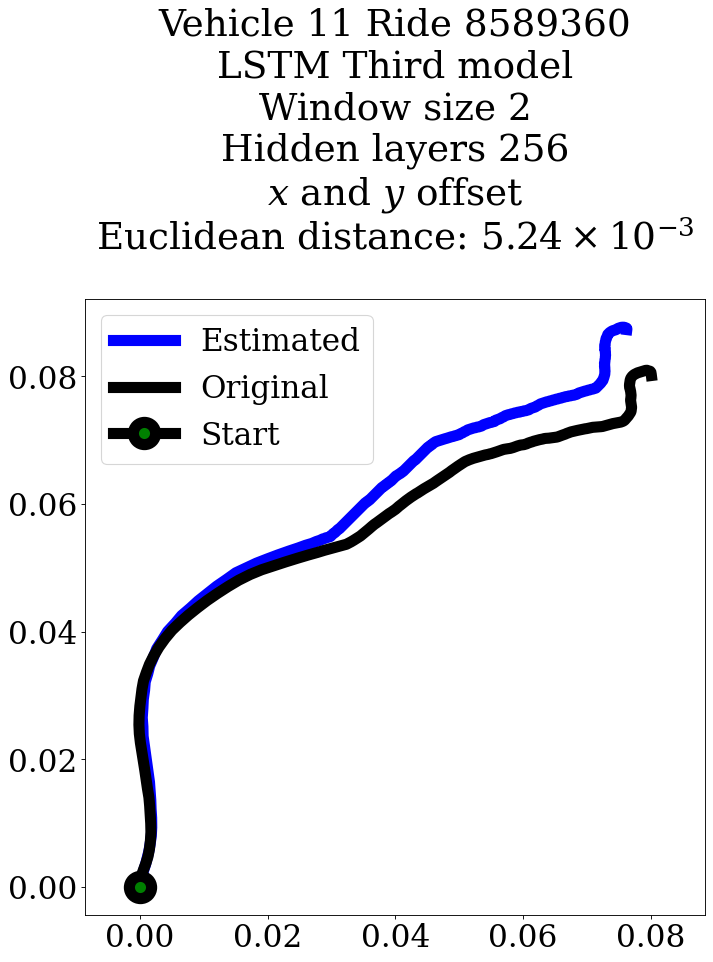 Vehicle 11 Ride 8589360
LSTM Third model
Window size 2
Hidden layers 256
x and y offset
Euclidean distance: 5.24 × 10⁻³
Estimated
Original
Start
0.08
0.06
0.04
0.02
0.00
0.00 0.02 0.04 0.06 0.08